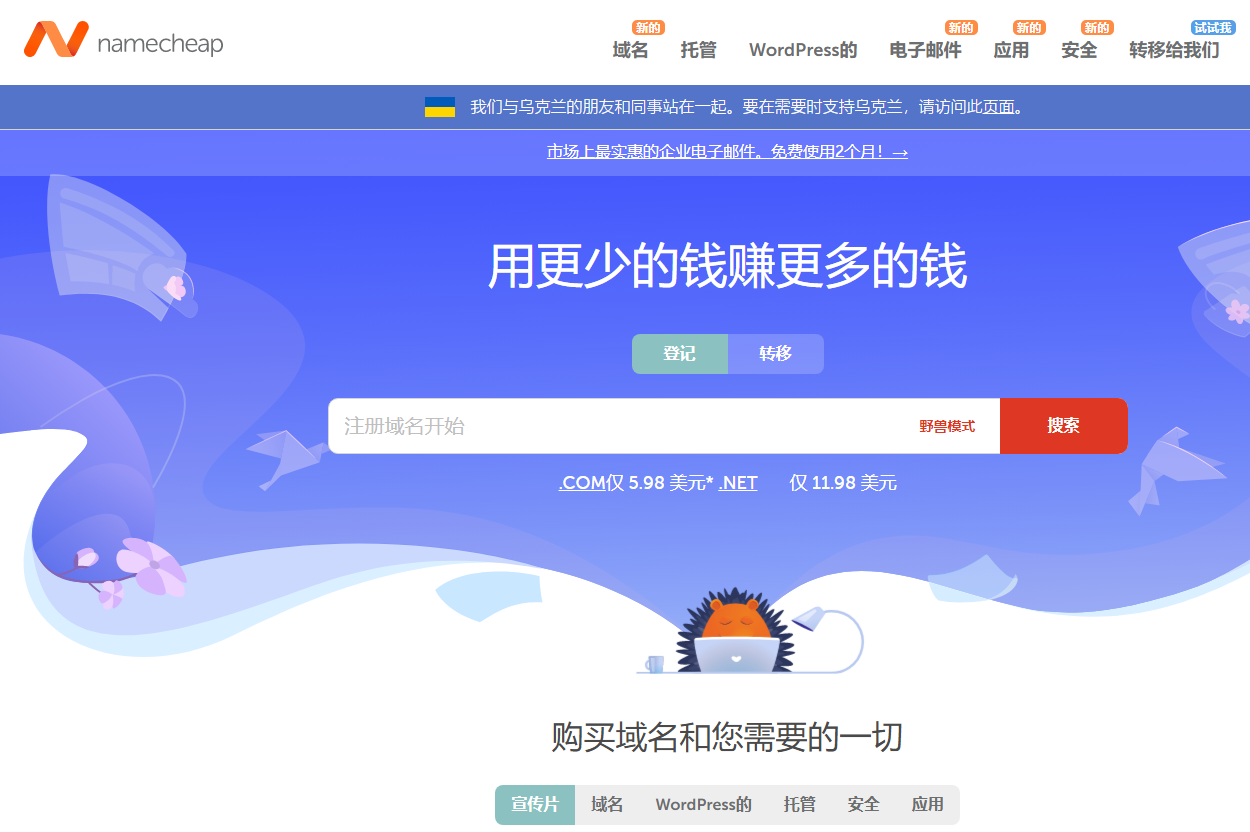 namecheap
新的 新的 新的 新的 试试我
域名 托管 WordPress的 电子邮件 应用 安全 转移给我们
我们与乌克兰的朋友和同事站在一起。要在需要时支持乌克兰，请访问此页面。
市场上最实惠的企业电子邮件。免费使用2个月！→
用更少的钱赚更多的钱
登记 转移
注册域名开始 野兽模式 搜索
.COM仅 5.98 美元* .NET 仅 11.98 美元
购买域名和您需要的一切
宣传片 域名 WordPress的 托管 安全 应用